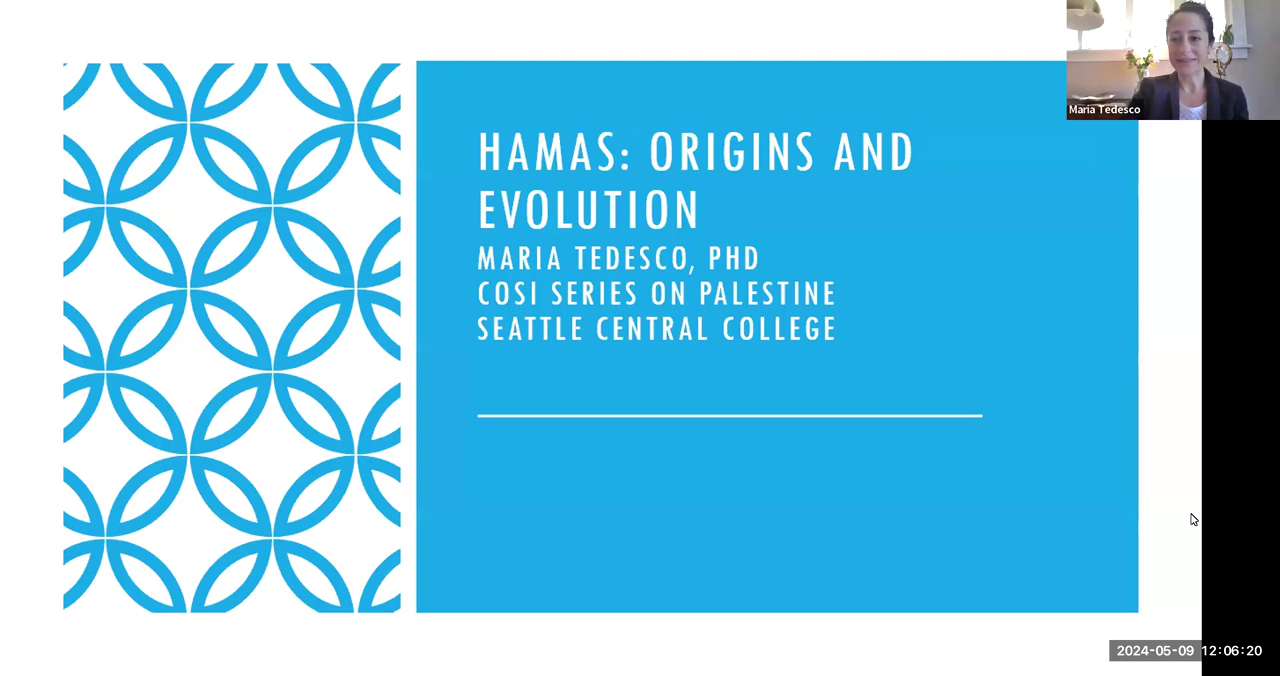 Maria Tedesco
HAMAS: ORIGINS AND
EVOLUTION
MARIA TEDESCO, PHD
COSI SERIES ON PALESTINE
SEATTLE CENTRAL COLLEGE
2024-05-09 12:06:20